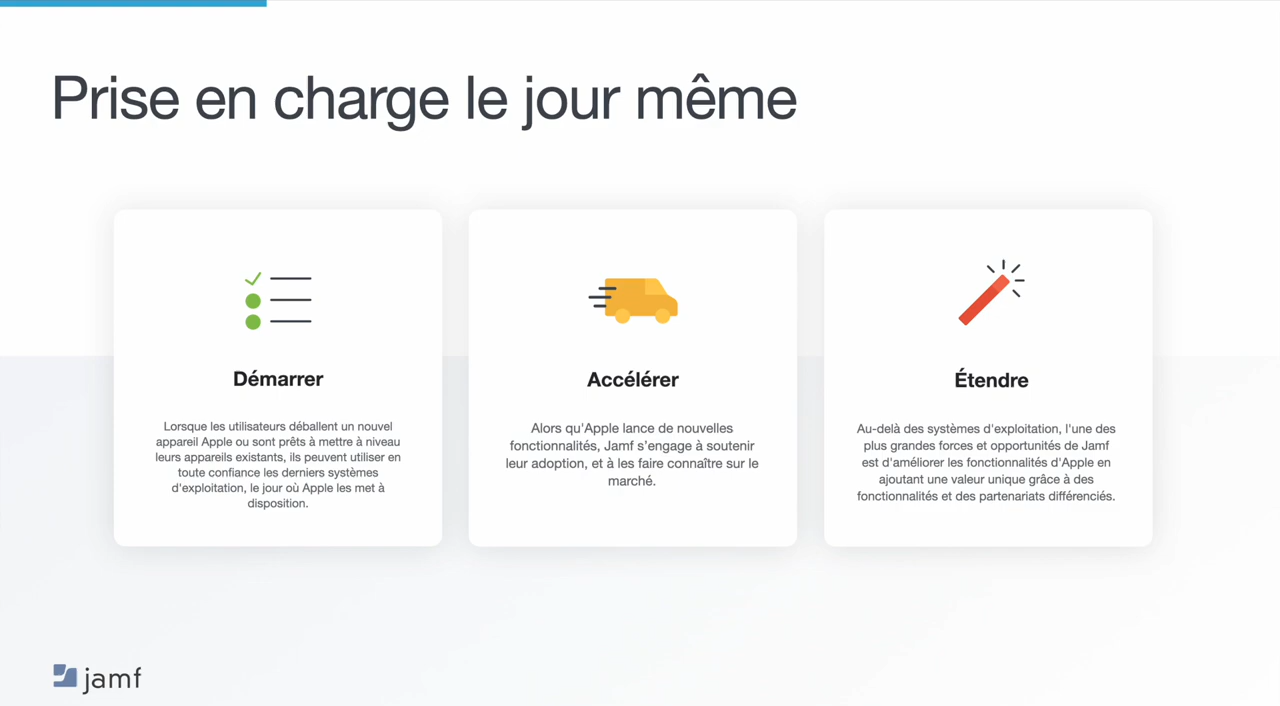 Prise en charge le jour même
Démarrer
Lorsque les utilisateurs déballent un nouvel
appareil Apple ou sont prêts à mettre à niveau
leurs appareils existants, ils peuvent utiliser en
toute confiance les derniers systèmes
d'exploitation, le jour où Apple les met à
disposition.
Accélérer
Alors qu'Apple lance de nouvelles
fonctionnalités, Jamf s'engage à soutenir
leur adoption, et à les faire connaître sur le
marché.
Étendre
Au-delà des systèmes d'exploitation, l'une des
plus grandes forces et opportunités de Jamf
est d'améliorer les fonctionnalités d'Apple en
ajoutant une valeur unique grâce à des
fonctionnalités et des partenariats différenciés.
jamf